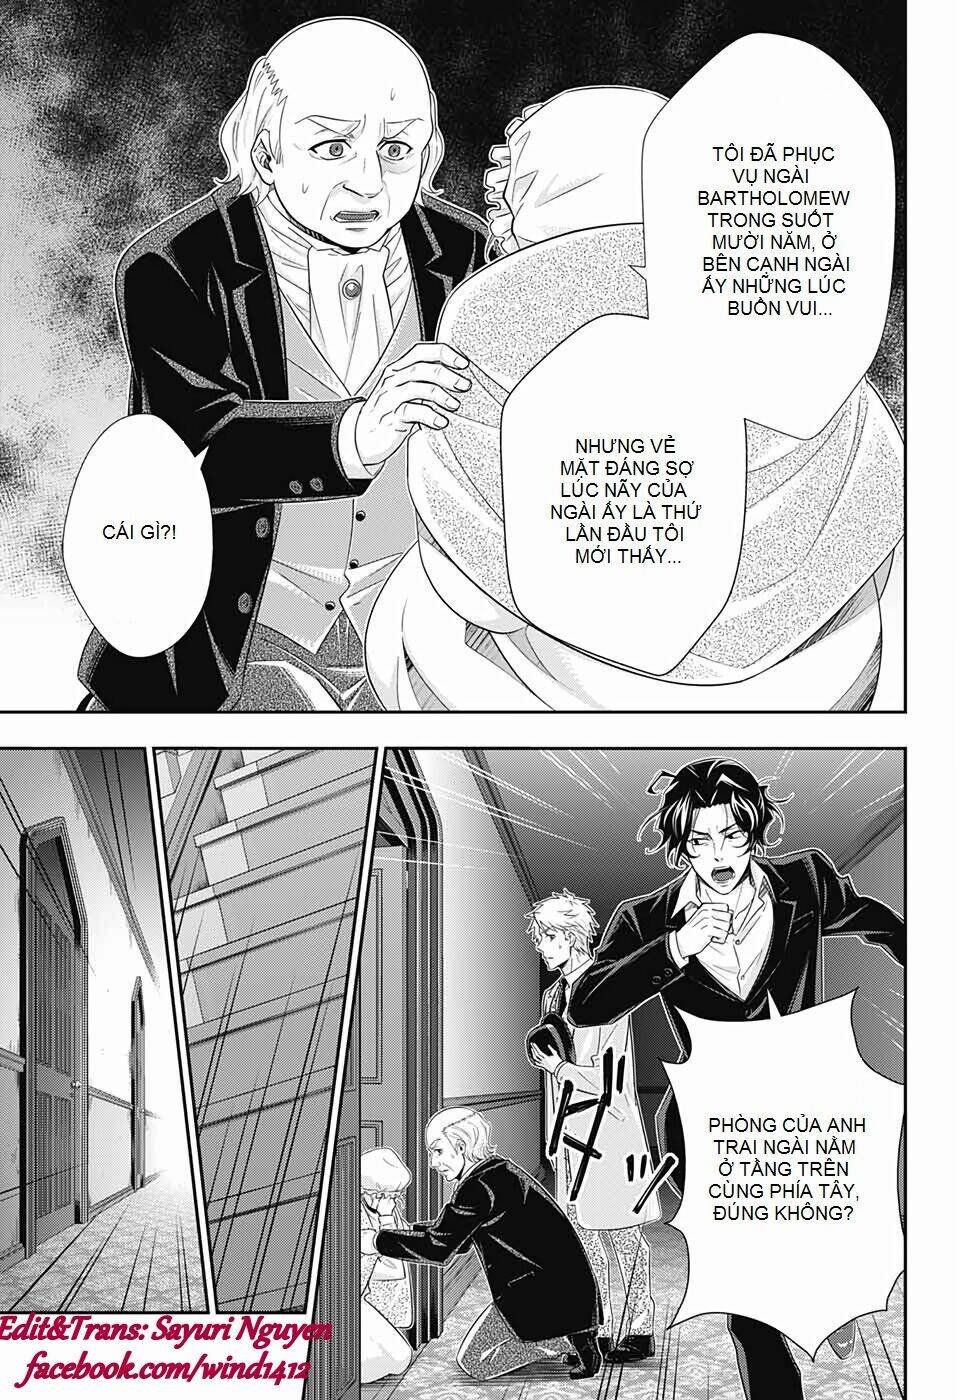 TÔI ĐÃ PHỤC
VỤ NGÀI
BARTHOLOMEW
TRONG SUỐT
MƯỜI NĂM, Ở
BÊN CẠNH NGÀI
ẤY NHỮNG LÚC
BUỒN VUI...
NHƯNG VẺ
MẶT ĐÁNG SỢ
LÚC NÃY CỦA
NGÀI ẤY LÀ THỨ
LẦN ĐẦU TÔI
MỚI THẤY...
CÁI GÌ?!
PHÒNG CỦA ANH
TRAI NGÀI NẰM
Ở TẦNG TRÊN
CÙNG PHÍA TÂY,
ĐÚNG KHÔNG?
Edit&Trans: Sayuri Nguyen
facebook.com/wind1412